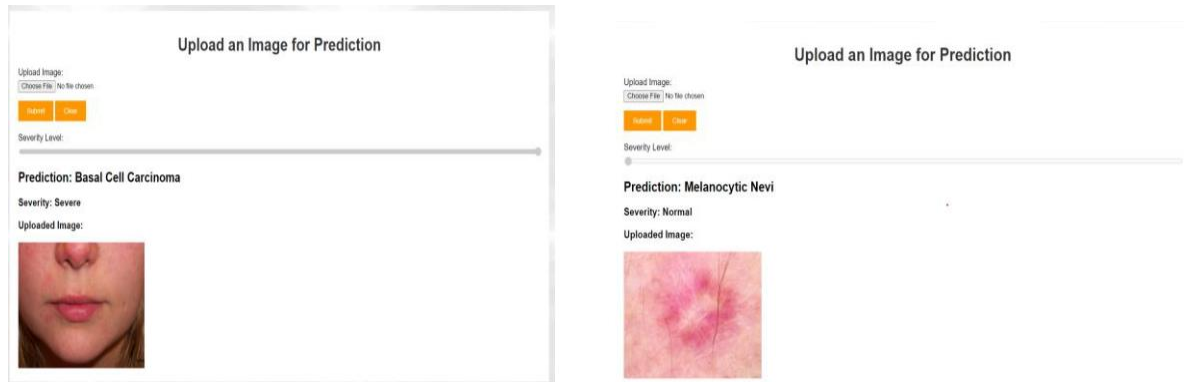 Upload an Image for Prediction
Upload Image:
Choose File No file chosen
Submit Clear
Severity Level:
Prediction: Basal Cell Carcinoma
Severity: Severe
Uploaded Image:
Upload an Image for Prediction
Upload Image:
Choose File No file chosen
Submit Clear
Severity Level:
Prediction: Melanocytic Nevi
Severity: Normal
Uploaded Image: